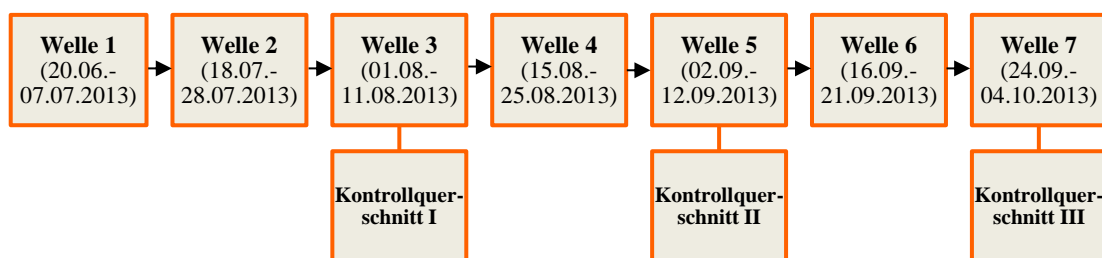 Welle 1
(20.06.-
07.07.2013)
Welle 2
(18.07.-
28.07.2013)
Welle 3
(01.08.-
11.08.2013)
Welle 4
(15.08.-
25.08.2013)
Welle 5
(02.09.-
12.09.2013)
Welle 6
(16.09.-
21.09.2013)
Welle 7
(24.09.-
04.10.2013)
Kontrollquer-
schnitt I
Kontrollquer-
schnitt II
Kontrollquer-
schnitt III